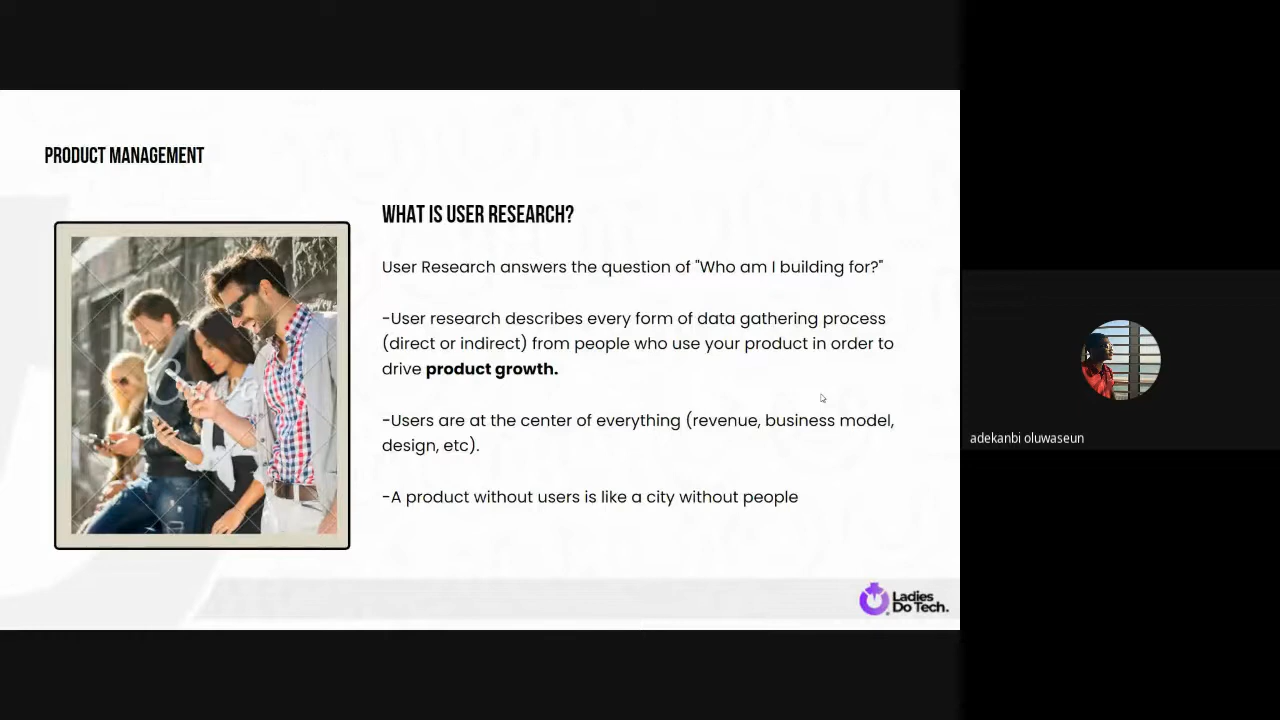 PRODUCT MANAGEMENT
WHAT IS USER RESEARCH?
User Research answers the question of "Who am I building for?"
-User research describes every form of data gathering process
(direct or indirect) from people who use your product in order to
drive product growth.
-Users are at the center of everything (revenue, business model,
design, etc).
-A product without users is like a city without people
Canva
Ladies
Do Tech.
adekanbi oluwaseun